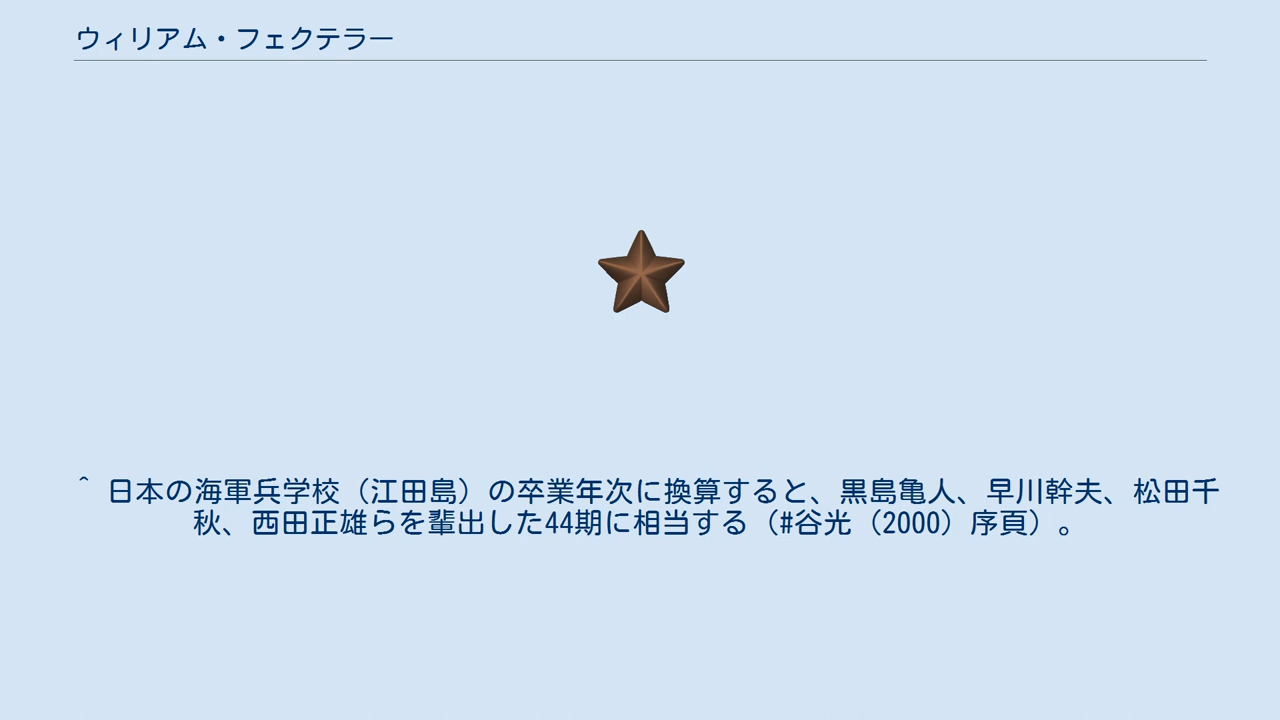 ウィリアム・フェクテラー
^ 日本の海軍兵学校（江田島）の卒業年次に換算すると、黒島亀人、早川幹夫、松田千
秋、西田正雄らを輩出した44期に相当する（#谷光（2000）序頁）。